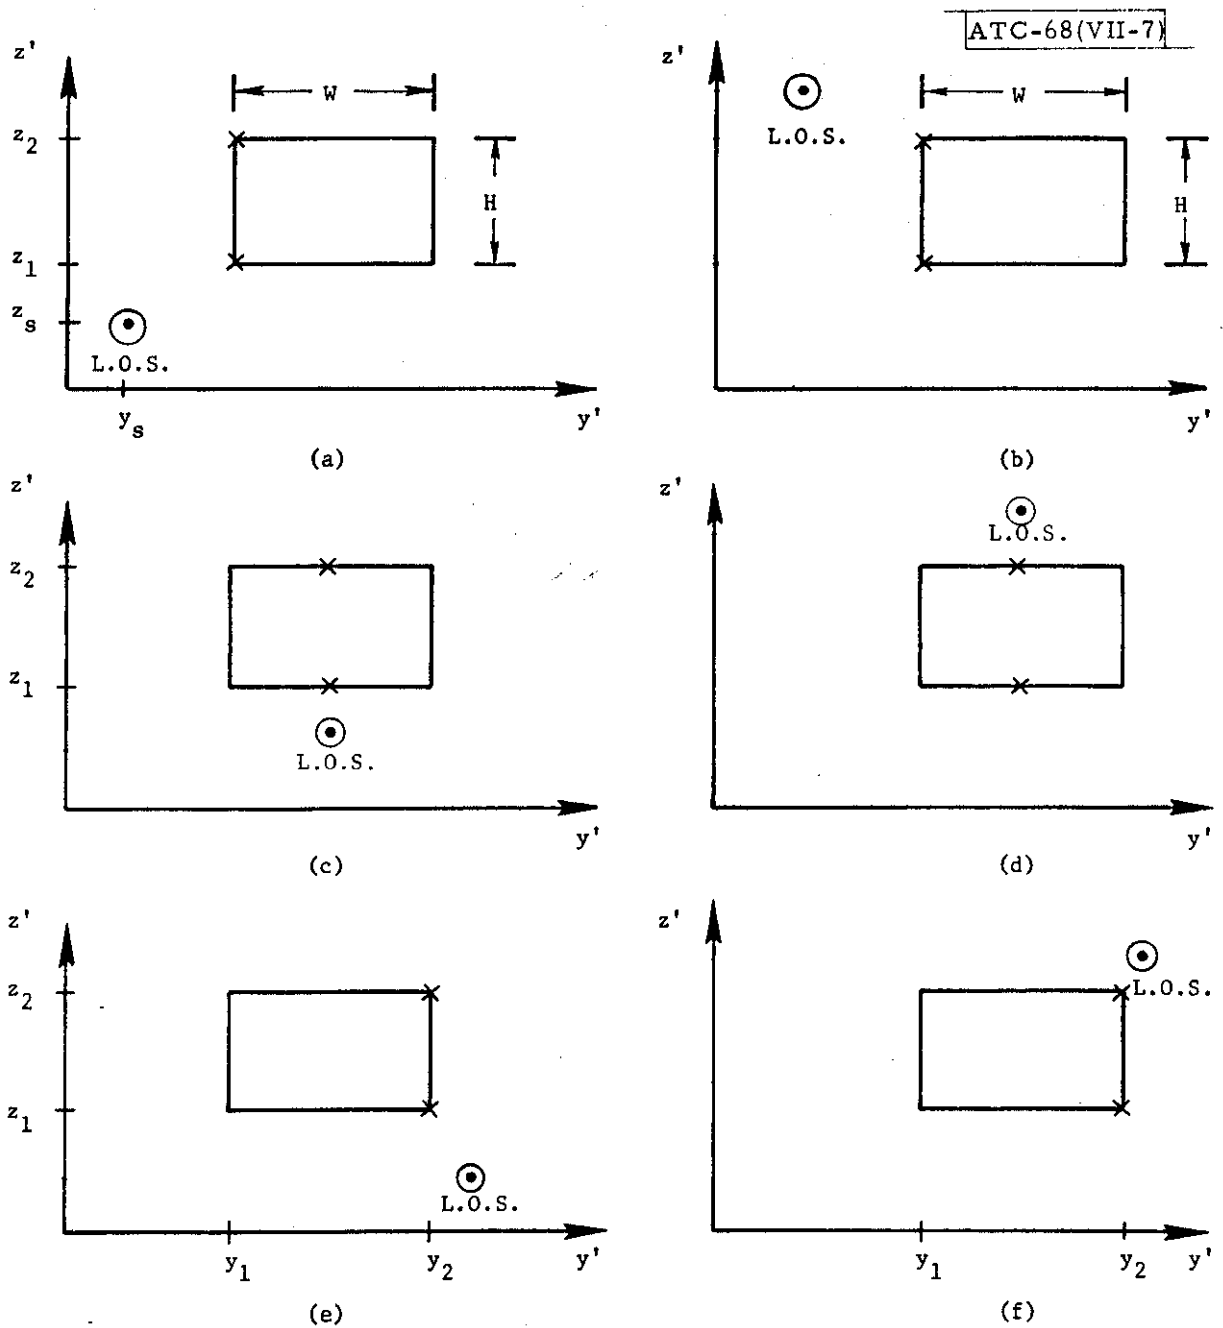 ATC-68(VII-7)
z'
W
z2
H
z1
zs
L.O.S.
ys
y'
(a)
z'
L.O.S.
W
H
y'
(b)
z'
z2
z1
L.O.S.
y'
(c)
z'
L.O.S.
y'
(d)
z'
z2
z1
L.O.S.
y1
y2
y'
(e)
z'
L.O.S.
y1
y2
y'
(f)